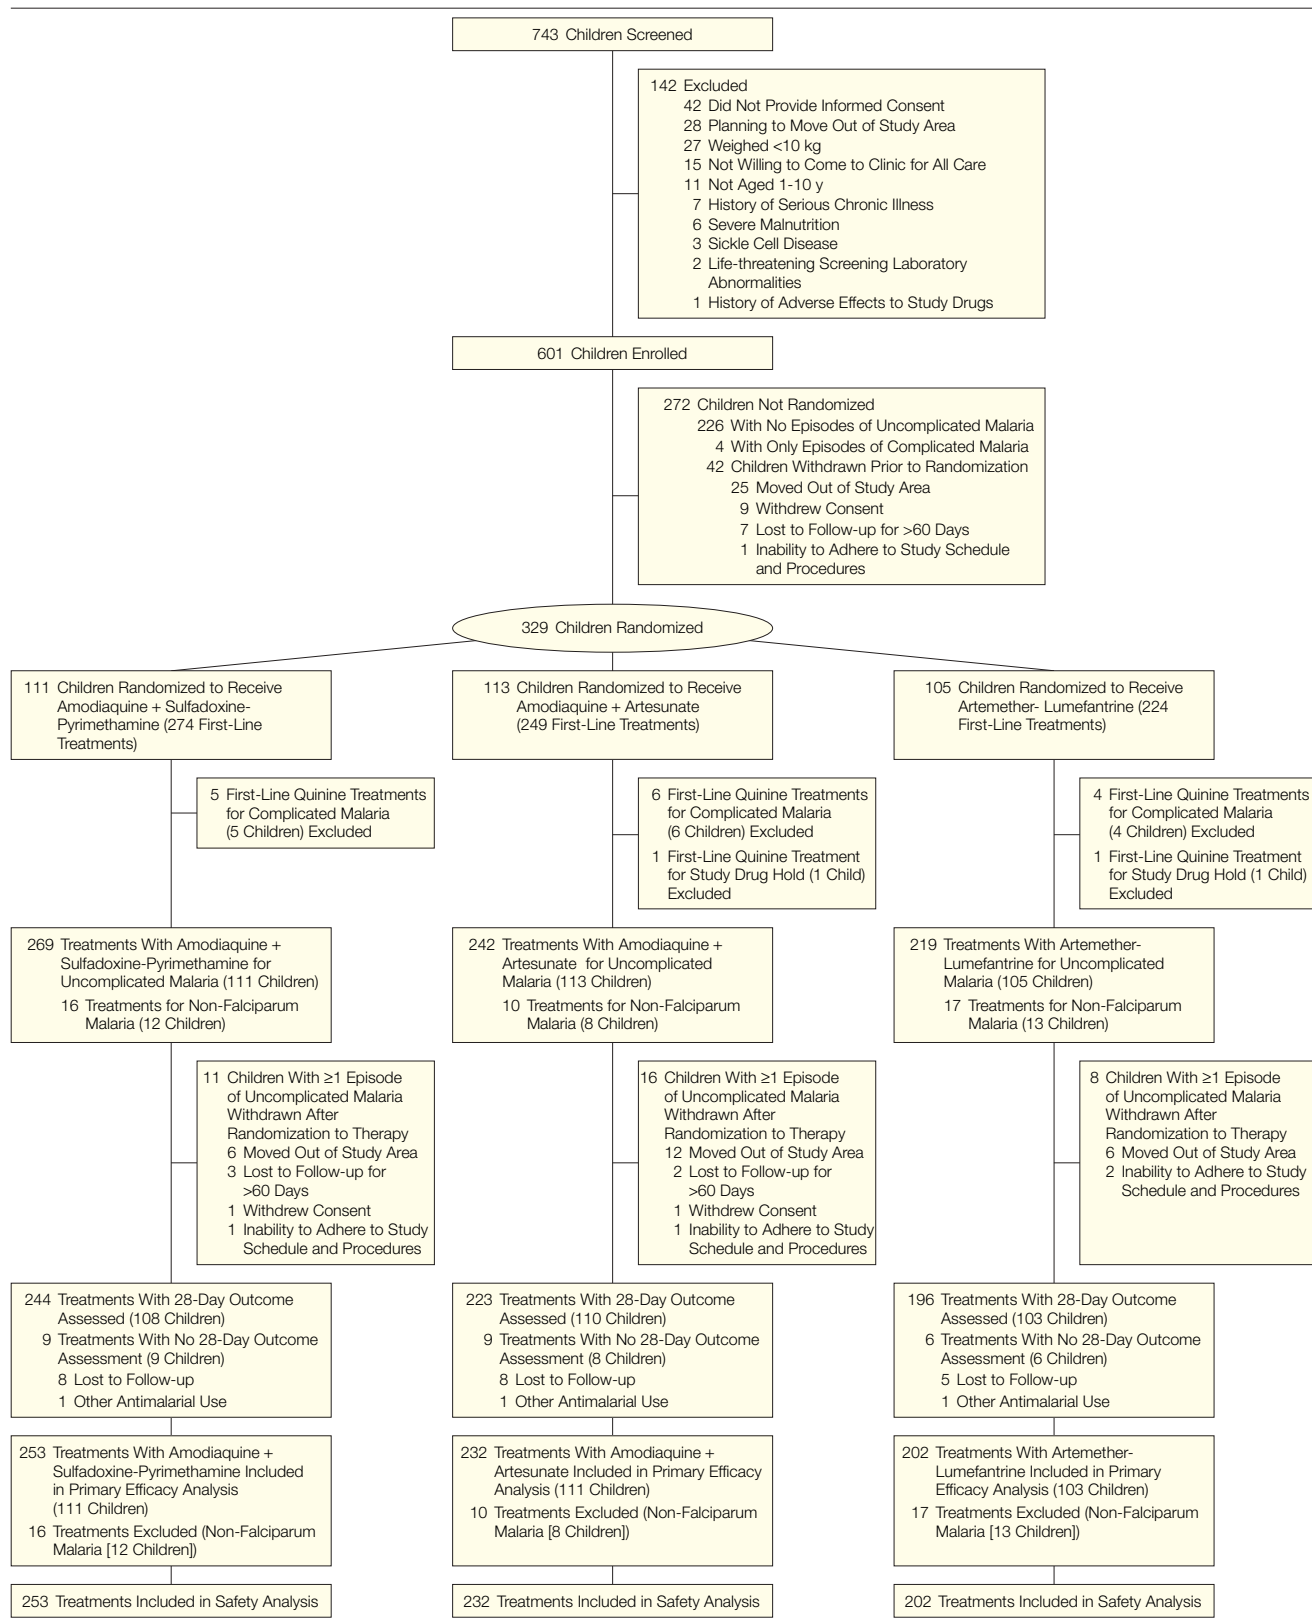 743 Children Screened
142 Excluded
42 Did Not Provide Informed Consent
28 Planning to Move Out of Study Area
27 Weighed <10 kg
15 Not Willing to Come to Clinic for All Care
11 Not Aged 1-10 y
7 History of Serious Chronic Illness
6 Severe Malnutrition
3 Sickle Cell Disease
2 Life-threatening Screening Laboratory
Abnormalities
1 History of Adverse Effects to Study Drugs
601 Children Enrolled
272 Children Not Randomized
226 With No Episodes of Uncomplicated Malaria
4 With Only Episodes of Complicated Malaria
42 Children Withdrawn Prior to Randomization
25 Moved Out of Study Area
9 Withdrew Consent
7 Lost to Follow-up for >60 Days
1 Inability to Adhere to Study Schedule
and Procedures
329 Children Randomized
111 Children Randomized to Receive
Amodiaquine + Sulfadoxine-
Pyrimethamine (274 First-Line
Treatments)
113 Children Randomized to Receive
Amodiaquine + Artesunate
(249 First-Line Treatments)
105 Children Randomized to Receive
Artemether- Lumefantrine (224
First-Line Treatments)
5 First-Line Quinine Treatments
for Complicated Malaria
(5 Children) Excluded
6 First-Line Quinine Treatments
for Complicated Malaria
(6 Children) Excluded
1 First-Line Quinine Treatment
for Study Drug Hold (1 Child)
Excluded
4 First-Line Quinine Treatments
for Complicated Malaria
(4 Children) Excluded
1 First-Line Quinine Treatment
for Study Drug Hold (1 Child)
Excluded
269 Treatments With Amodiaquine +
Sulfadoxine-Pyrimethamine for
Uncomplicated Malaria (111 Children)
16 Treatments for Non-Falciparum
Malaria (12 Children)
242 Treatments With Amodiaquine +
Artesunate for Uncomplicated
Malaria (113 Children)
10 Treatments for Non-Falciparum
Malaria (8 Children)
219 Treatments With Artemether-
Lumefantrine for Uncomplicated
Malaria (105 Children)
17 Treatments for Non-Falciparum
Malaria (13 Children)
11 Children With ≥1 Episode
of Uncomplicated Malaria
Withdrawn After
Randomization to Therapy
6 Moved Out of Study Area
3 Lost to Follow-up for
>60 Days
1 Withdrew Consent
1 Inability to Adhere to Study
Schedule and Procedures
16 Children With ≥1 Episode
of Uncomplicated Malaria
Withdrawn After
Randomization to Therapy
12 Moved Out of Study Area
2 Lost to Follow-up for
>60 Days
1 Withdrew Consent
1 Inability to Adhere to Study
Schedule and Procedures
8 Children With ≥1 Episode
of Uncomplicated Malaria
Withdrawn After
Randomization to Therapy
6 Moved Out of Study Area
2 Inability to Adhere to Study
Schedule and Procedures
244 Treatments With 28-Day Outcome
Assessed (108 Children)
9 Treatments With No 28-Day Outcome
Assessment (9 Children)
8 Lost to Follow-up
1 Other Antimalarial Use
223 Treatments With 28-Day Outcome
Assessed (110 Children)
9 Treatments With No 28-Day Outcome
Assessment (8 Children)
8 Lost to Follow-up
1 Other Antimalarial Use
196 Treatments With 28-Day Outcome
Assessed (103 Children)
6 Treatments With No 28-Day Outcome
Assessment (6 Children)
5 Lost to Follow-up
1 Other Antimalarial Use
253 Treatments With Amodiaquine +
Sulfadoxine-Pyrimethamine Included
in Primary Efficacy Analysis
(111 Children)
16 Treatments Excluded (Non-Falciparum
Malaria [12 Children])
232 Treatments With Amodiaquine +
Artesunate Included in Primary Efficacy
Analysis (111 Children)
10 Treatments Excluded (Non-Falciparum
Malaria [8 Children])
202 Treatments With Artemether-
Lumefantrine Included in Primary
Efficacy Analysis (103 Children)
17 Treatments Excluded (Non-Falciparum
Malaria [13 Children])
253 Treatments Included in Safety Analysis
232 Treatments Included in Safety Analysis
202 Treatments Included in Safety Analysis